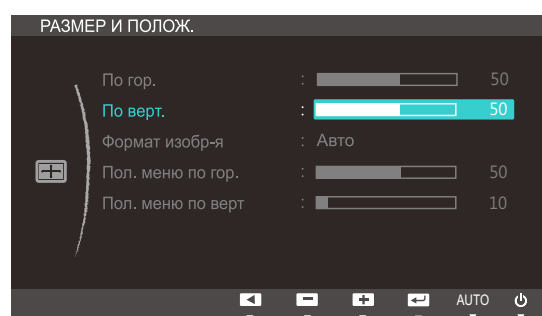 РАЗМЕР И ПОЛОЖ.
По гор. : 50
По верт. : 50
Формат изобр-я : Авто
Пол. меню по гор. : 50
Пол. меню по верт : 10
AUTO